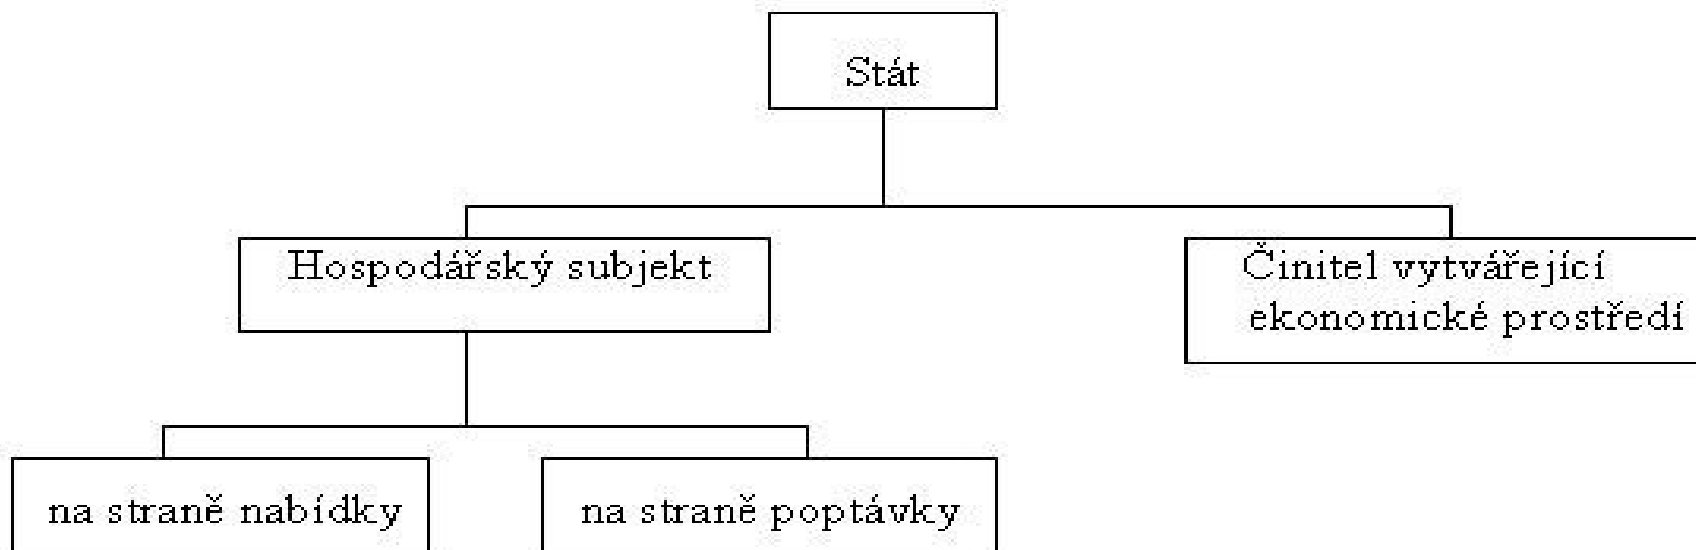 Stát
Hospodářský subjekt
Činitel vytvářející
ekonomické prostředí
na straně nabídky
na straně poptávky